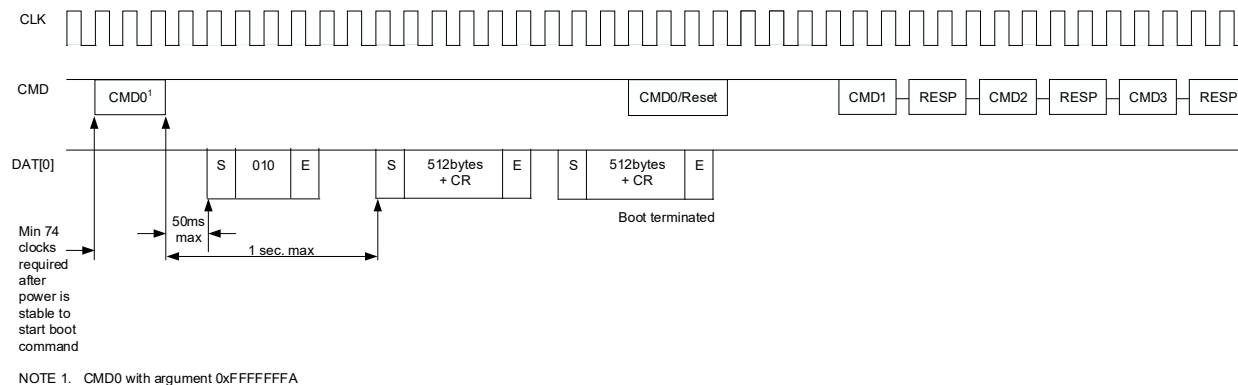 CLK
CMD
CMD0¹
CMD0/Reset
CMD1
RESP
CMD2
RESP
CMD3
RESP
DAT[0]
S
010
E
S
512bytes
+ CR
E
S
512bytes
+ CR
E
Boot terminated
50ms
max
1 sec. max
Min 74
clocks
required
after
power is
stable to
start boot
command
NOTE 1. CMD0 with argument 0xFFFFFFFA